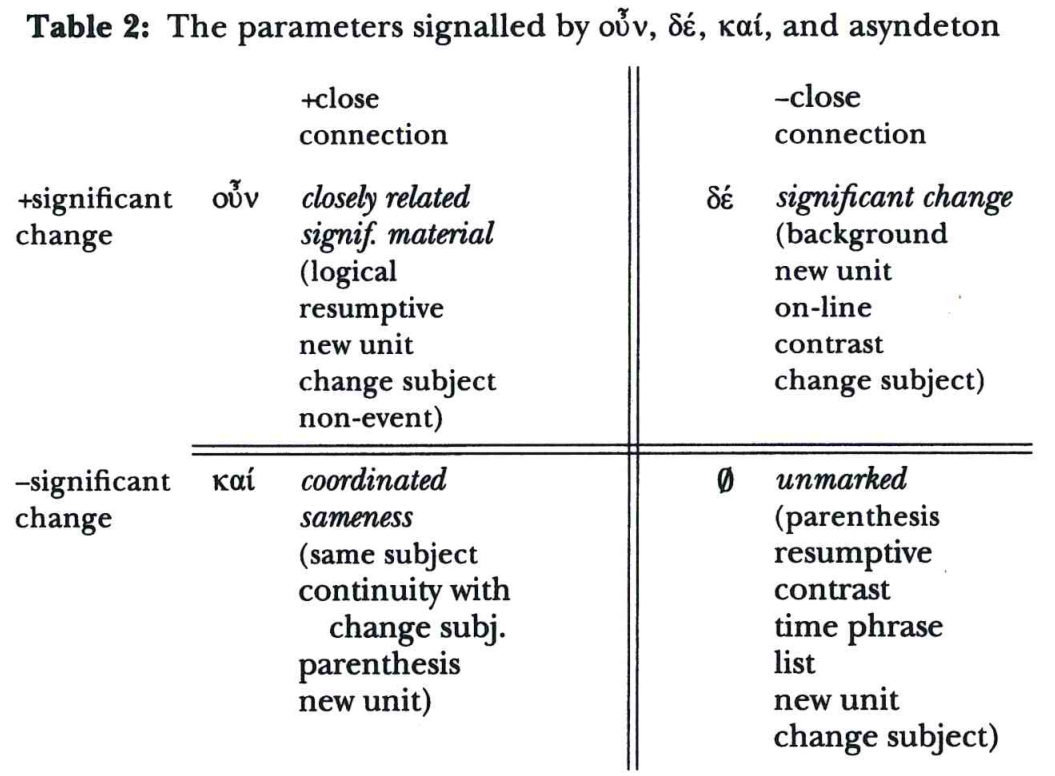 Table 2: The parameters signalled by οὖν, δέ, καί, and asyndeton
+close –close
connection connection
+significant οὖν closely related δέ significant change
change signif. material (background
(logical new unit
resumptive on-line
new unit contrast
change subject change subject)
non-event)
–significant καί coordinated Ø unmarked
change sameness (parenthesis
(same subject resumptive
continuity with contrast
change subj. time phrase
parenthesis list
new unit) new unit
change subject)